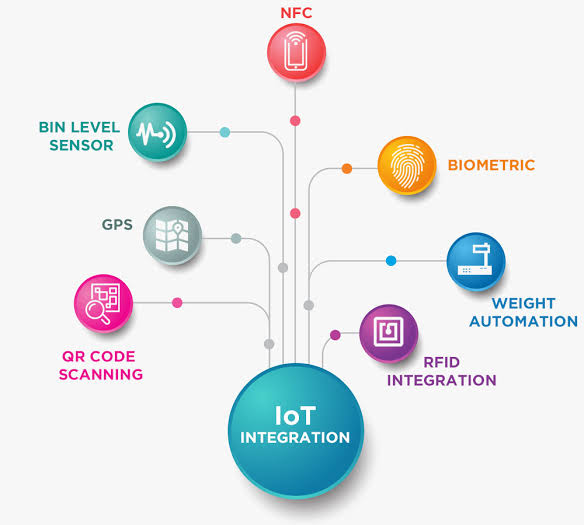 NFC
BIN LEVEL
SENSOR
BIOMETRIC
GPS
WEIGHT
AUTOMATION
QR CODE
SCANNING
RFID
INTEGRATION
IoT
INTEGRATION